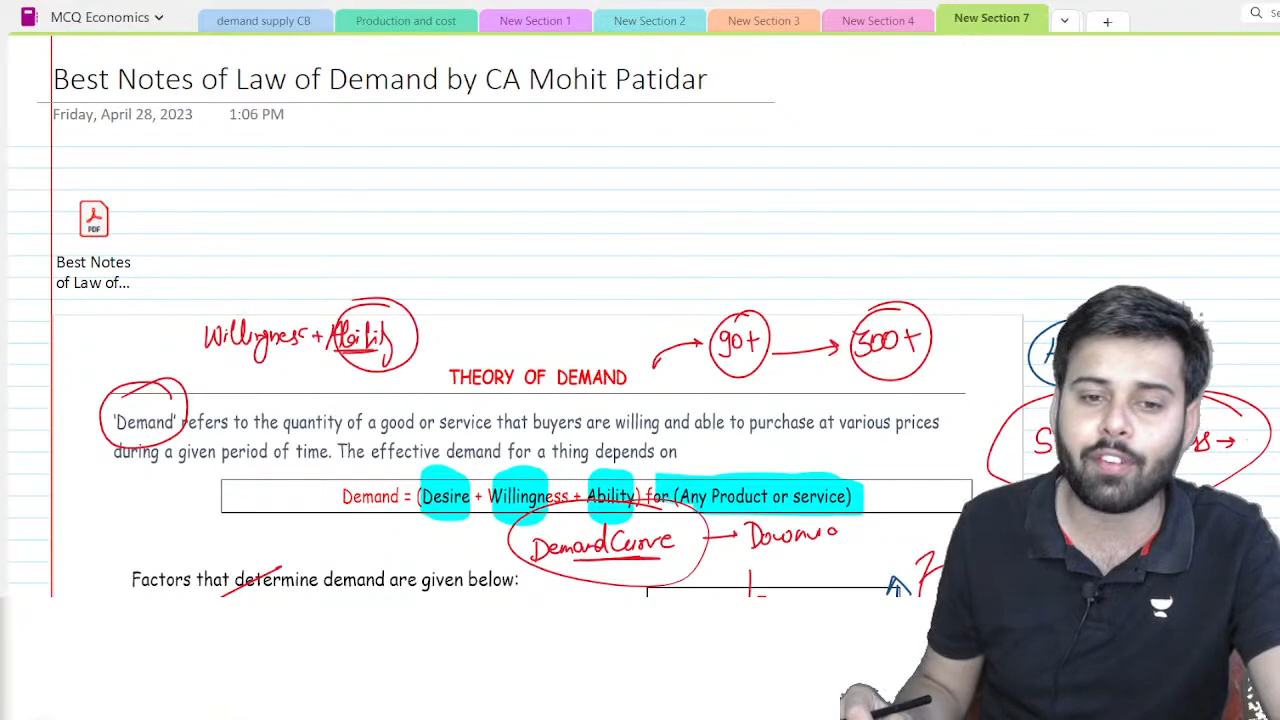 MCQ Economics
demand supply CB
Production and cost
New Section 1
New Section 2
New Section 3
New Section 4
New Section 7
+
Best Notes of Law of Demand by CA Mohit Patidar
Friday, April 28, 2023 1:06 PM
PDF
Best Notes
of Law of...
Willingness + Ability
90+ 300+
THEORY OF DEMAND
'Demand' refers to the quantity of a good or service that buyers are willing and able to purchase at various prices
during a given period of time. The effective demand for a thing depends on
Demand = (Desire + Willingness + Ability) for (Any Product or service)
Demand Curve
Factors that determine demand are given below: